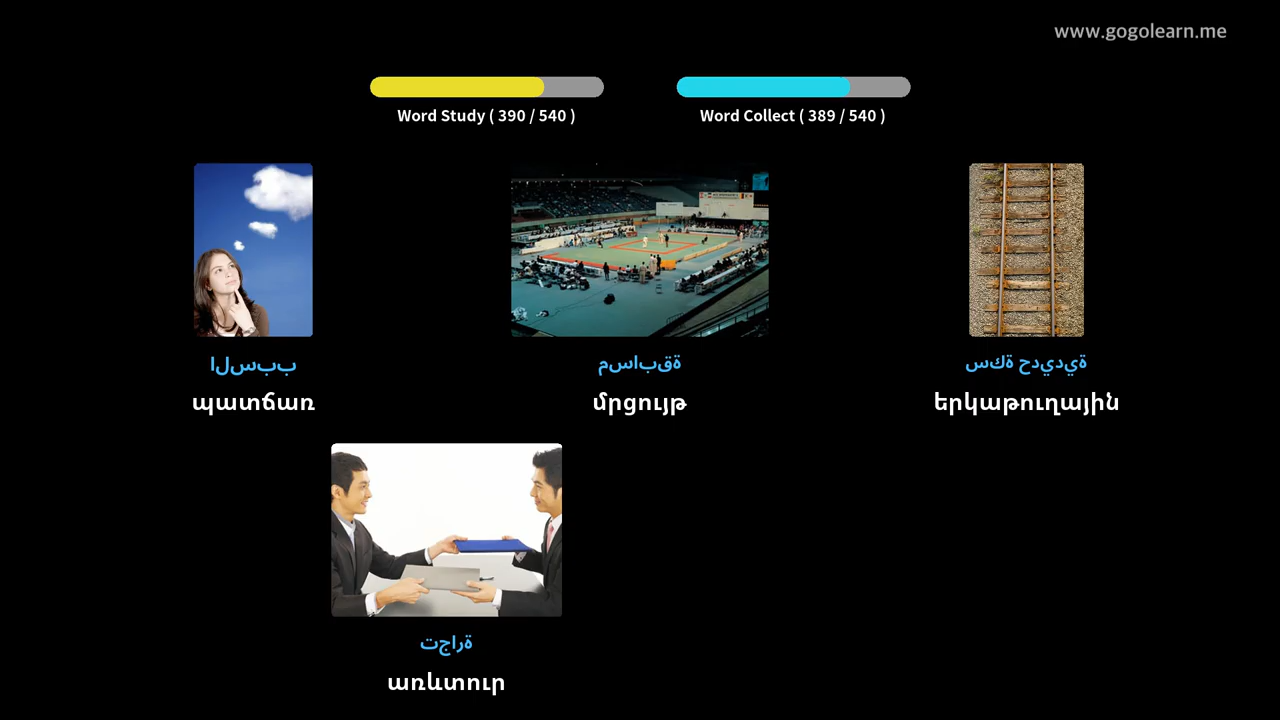 www.gogolearn.me
Word Study ( 390 / 540 )
Word Collect ( 389 / 540 )
السبب
պատճառ
مسابقة
մրցույթ
سكة حديدية
երկաթուղային
تجارة
առևտուր